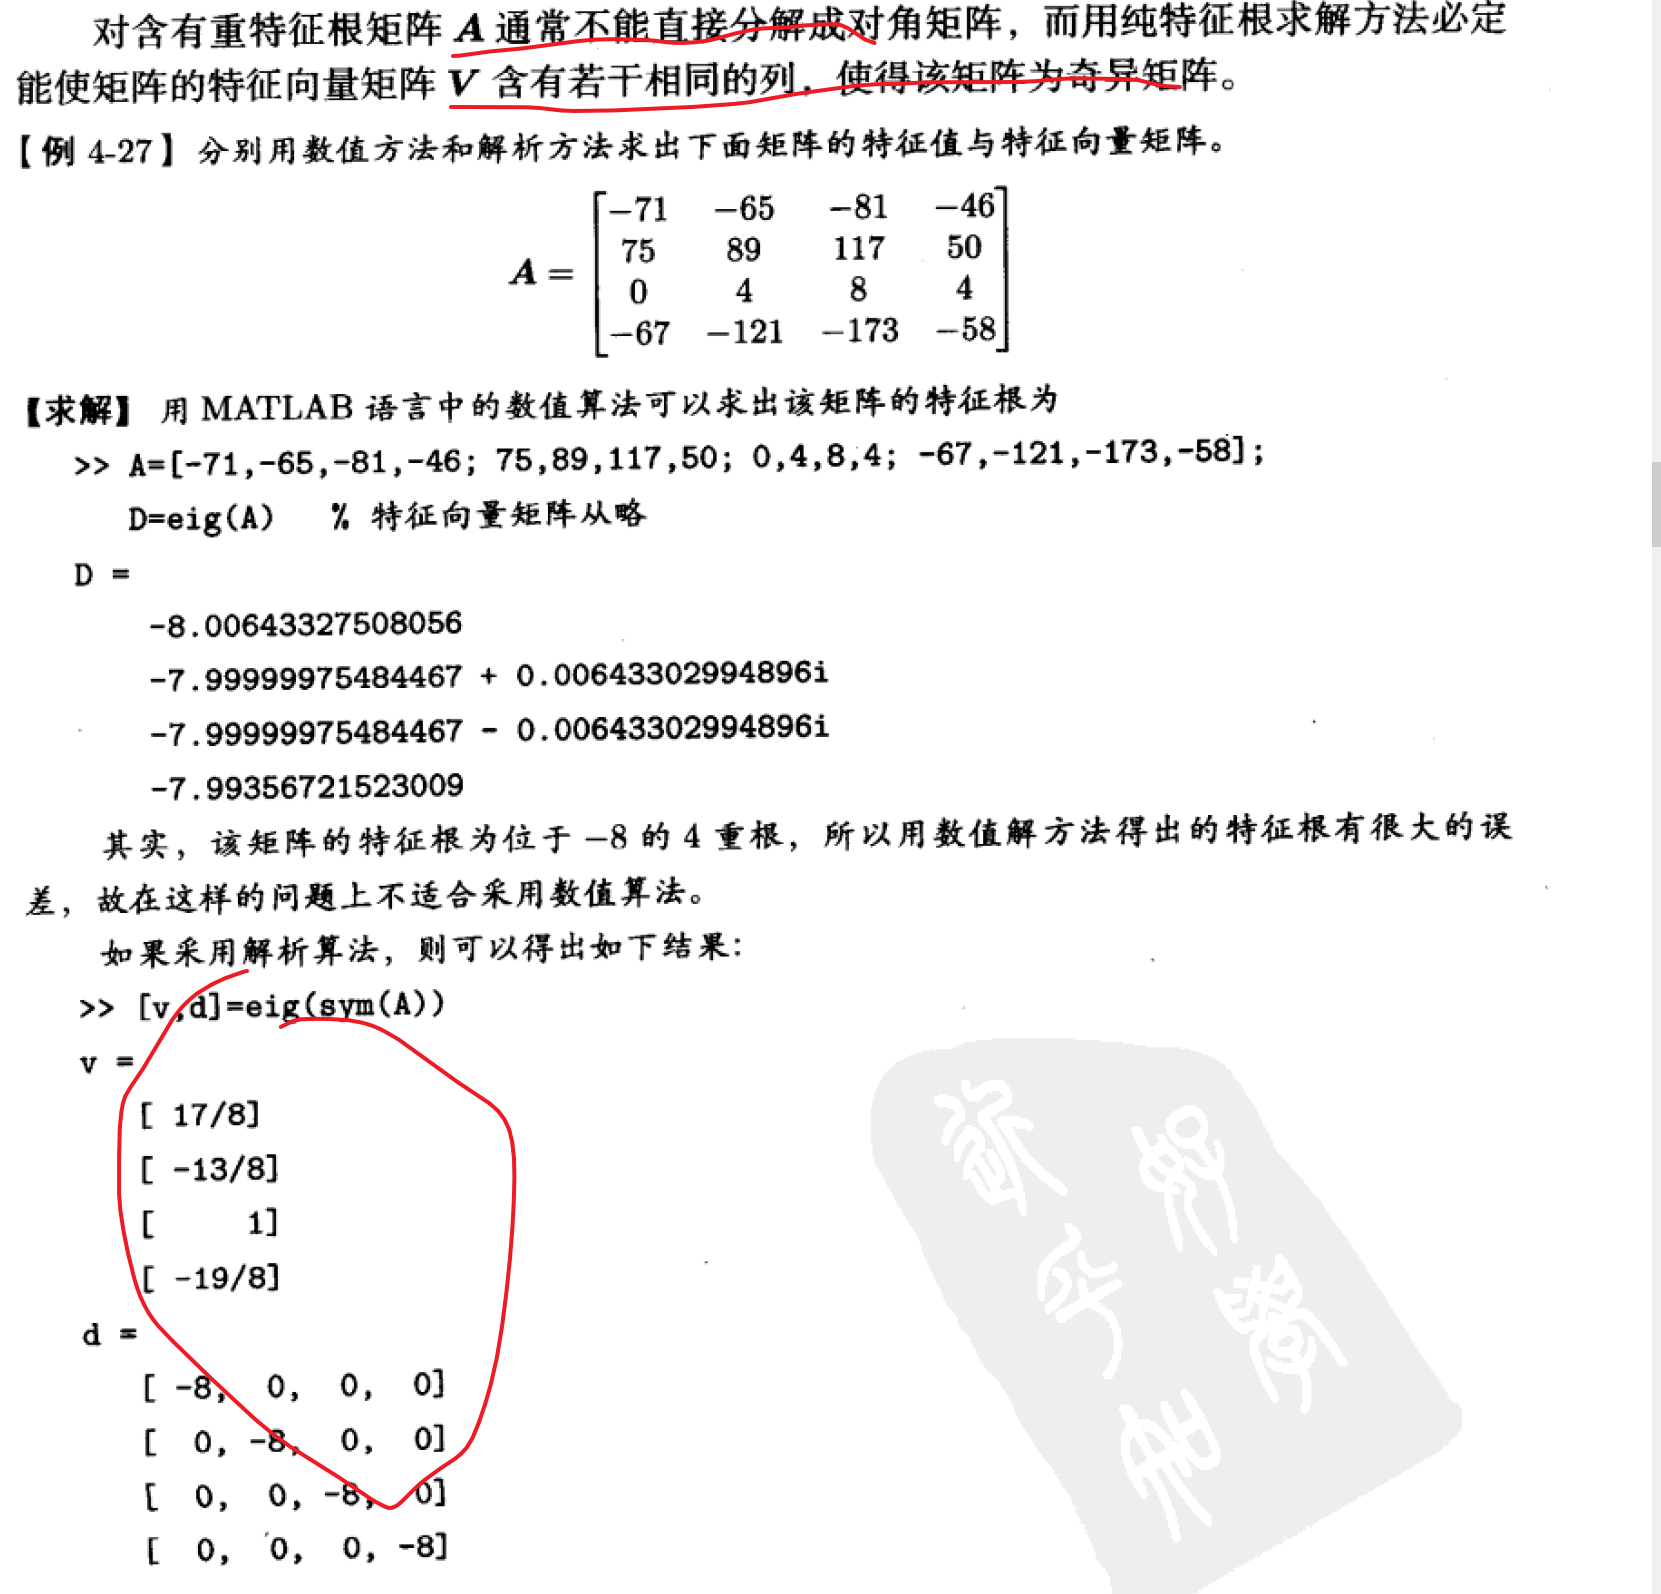 对含有重特征根矩阵 A 通常不能直接分解成对角矩阵，而用纯特征根求解方法必定
能使矩阵的特征向量矩阵 V 含有若干相同的列，使得该矩阵为奇异矩阵。
【例 4-27】分别用数值方法和解析方法求出下面矩阵的特征值与特征向量矩阵。
−71 −65 −81 −46
75 89 117 50
A =
0 4 8 4
−67 −121 −173 −58
【求解】 用 MATLAB 语言中的数值算法可以求出该矩阵的特征根为
>> A=[-71,-65,-81,-46; 75,89,117,50; 0,4,8,4; -67,-121,-173,-58];
D=eig(A) % 特征向量矩阵从略
D =
-8.00643327508056
-7.99999975484467 + 0.00643302994896i
-7.99999975484467 - 0.00643302994896i
-7.99356721523009
其实，该矩阵的特征根为位于 −8 的 4 重根，所以用数值解方法得出的特征根有很大的误
差，故在这样的问题上不适合采用数值算法。
如果采用解析算法，则可以得出如下结果：
>> [v,d]=eig(sym(A))
v =
[ 17/8]
[ -13/8]
[ 1]
[ -19/8]
d =
[ -8, 0, 0, 0]
[ 0, -8, 0, 0]
[ 0, 0, -8, 0]
[ 0, 0, 0, -8]